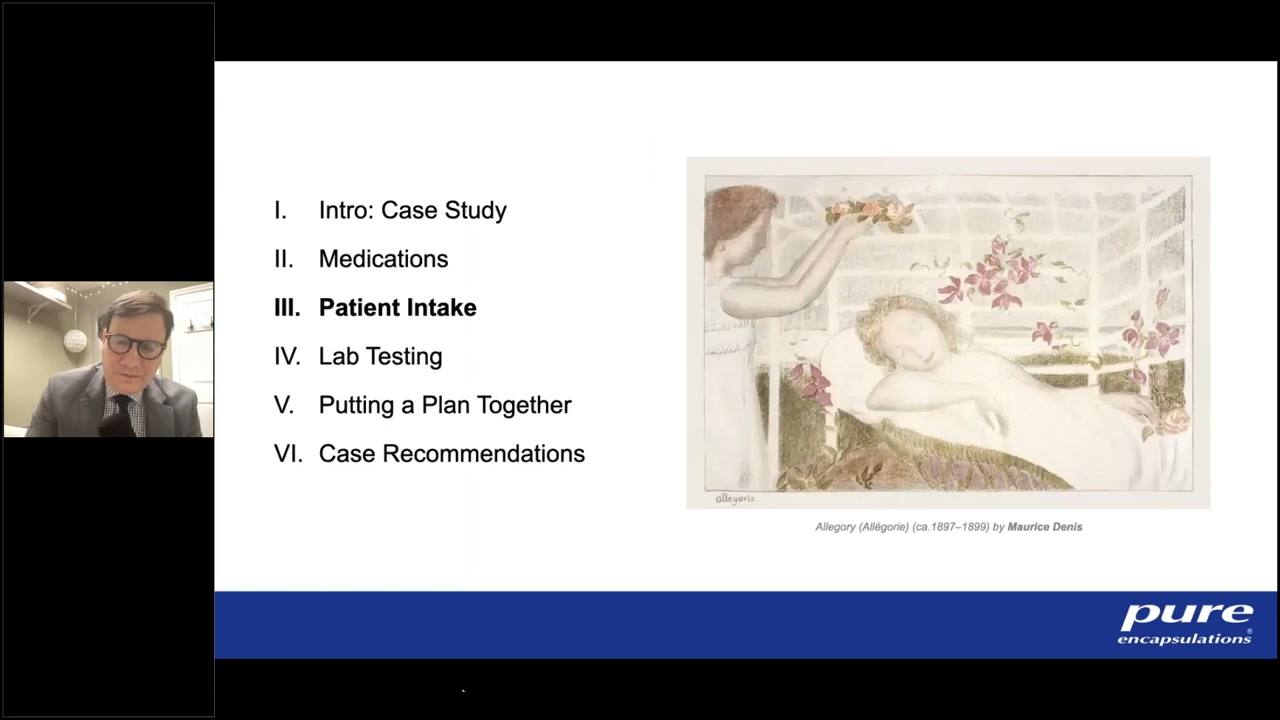 I. Intro: Case Study
II. Medications
III. Patient Intake
IV. Lab Testing
V. Putting a Plan Together
VI. Case Recommendations
allégorie
Allegory (Allégorie) (ca.1897–1899) by Maurice Denis
pure
encapsulations®